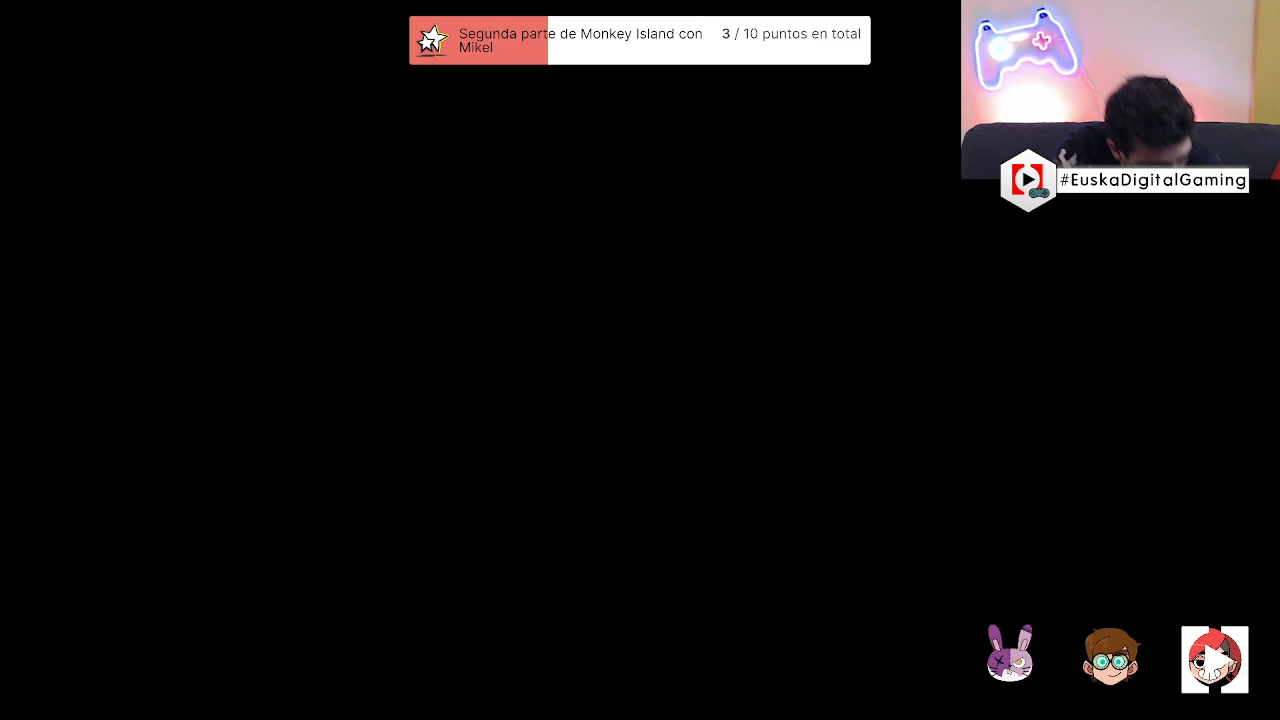 Segunda parte de Monkey Island con
Mikel
3 / 10 puntos en total
#EuskaDigitalGaming